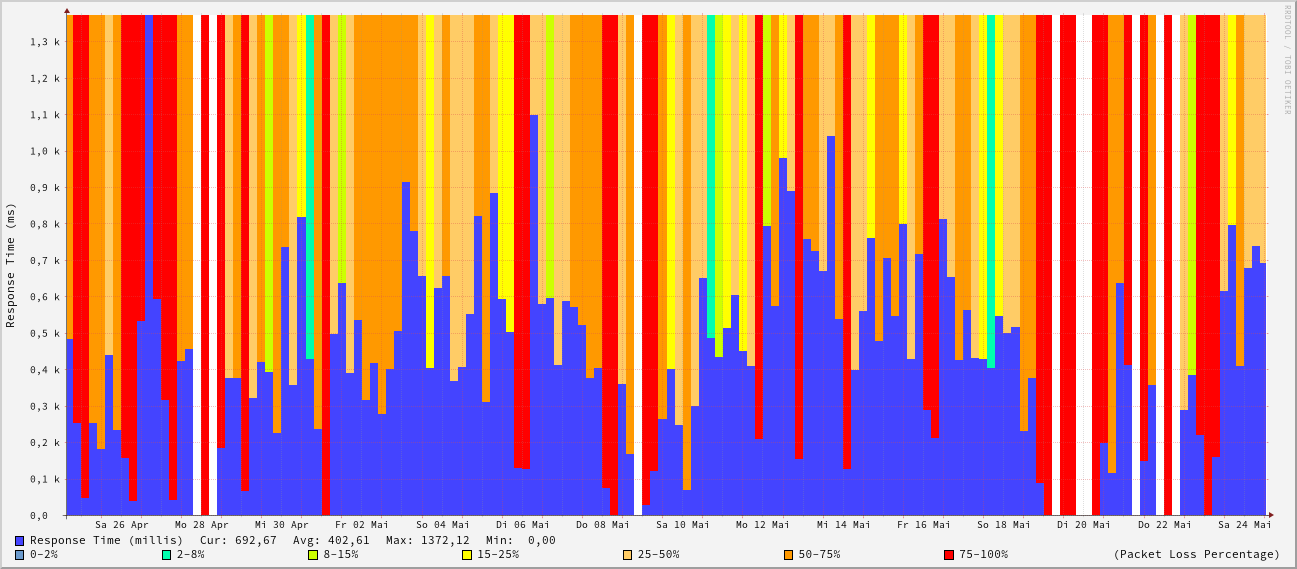 RRDTOOL / TOBI OETIKER
Response Time (ms)
1,3 k
1,2 k
1,1 k
1,0 k
0,9 k
0,8 k
0,7 k
0,6 k
0,5 k
0,4 k
0,3 k
0,2 k
0,1 k
0,0
Sa 26 Apr Mo 28 Apr Mi 30 Apr Fr 02 Mai So 04 Mai Di 06 Mai Do 08 Mai Sa 10 Mai Mo 12 Mai Mi 14 Mai Fr 16 Mai So 18 Mai Di 20 Mai Do 22 Mai Sa 24 Mai
Response Time (millis) Cur: 692,67 Avg: 402,61 Max: 1372,12 Min: 0,00
0-2% 2-8% 8-15% 15-25% 25-50% 50-75% 75-100% (Packet Loss Percentage)